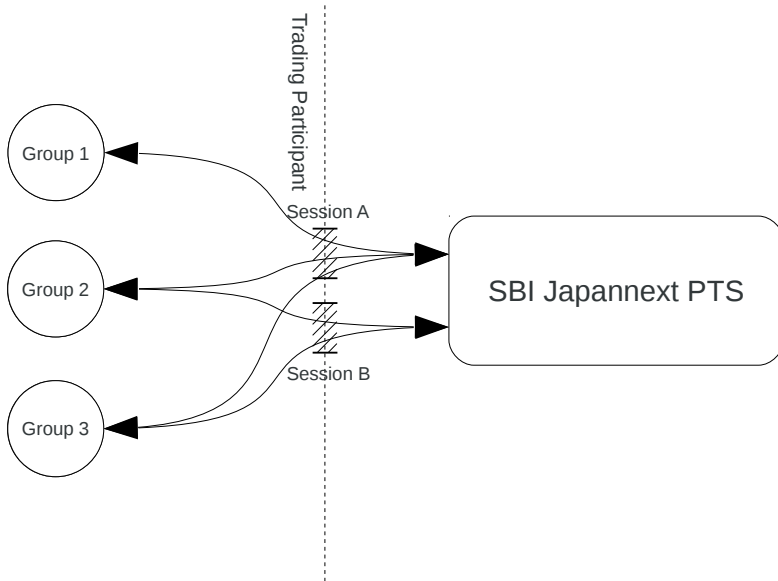 Trading Participant
Group 1
Session A
Group 2
SBI Japannext PTS
Session B
Group 3